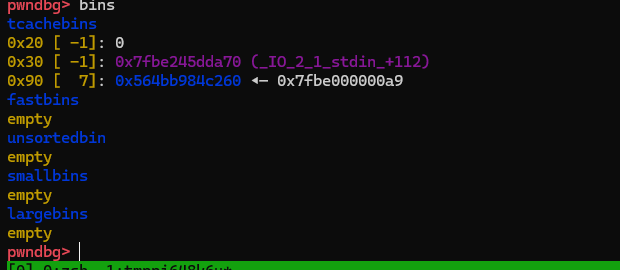 pwndbg> bins
tcachebins
0x20 [ -1]: 0
0x30 [ -1]: 0x7fbe245dda70 (_IO_2_1_stdin_+112)
0x90 [  7]: 0x564bb984c260 ◂— 0x7fbe000000a9
fastbins
empty
unsortedbin
empty
smallbins
empty
largebins
empty
pwndbg>